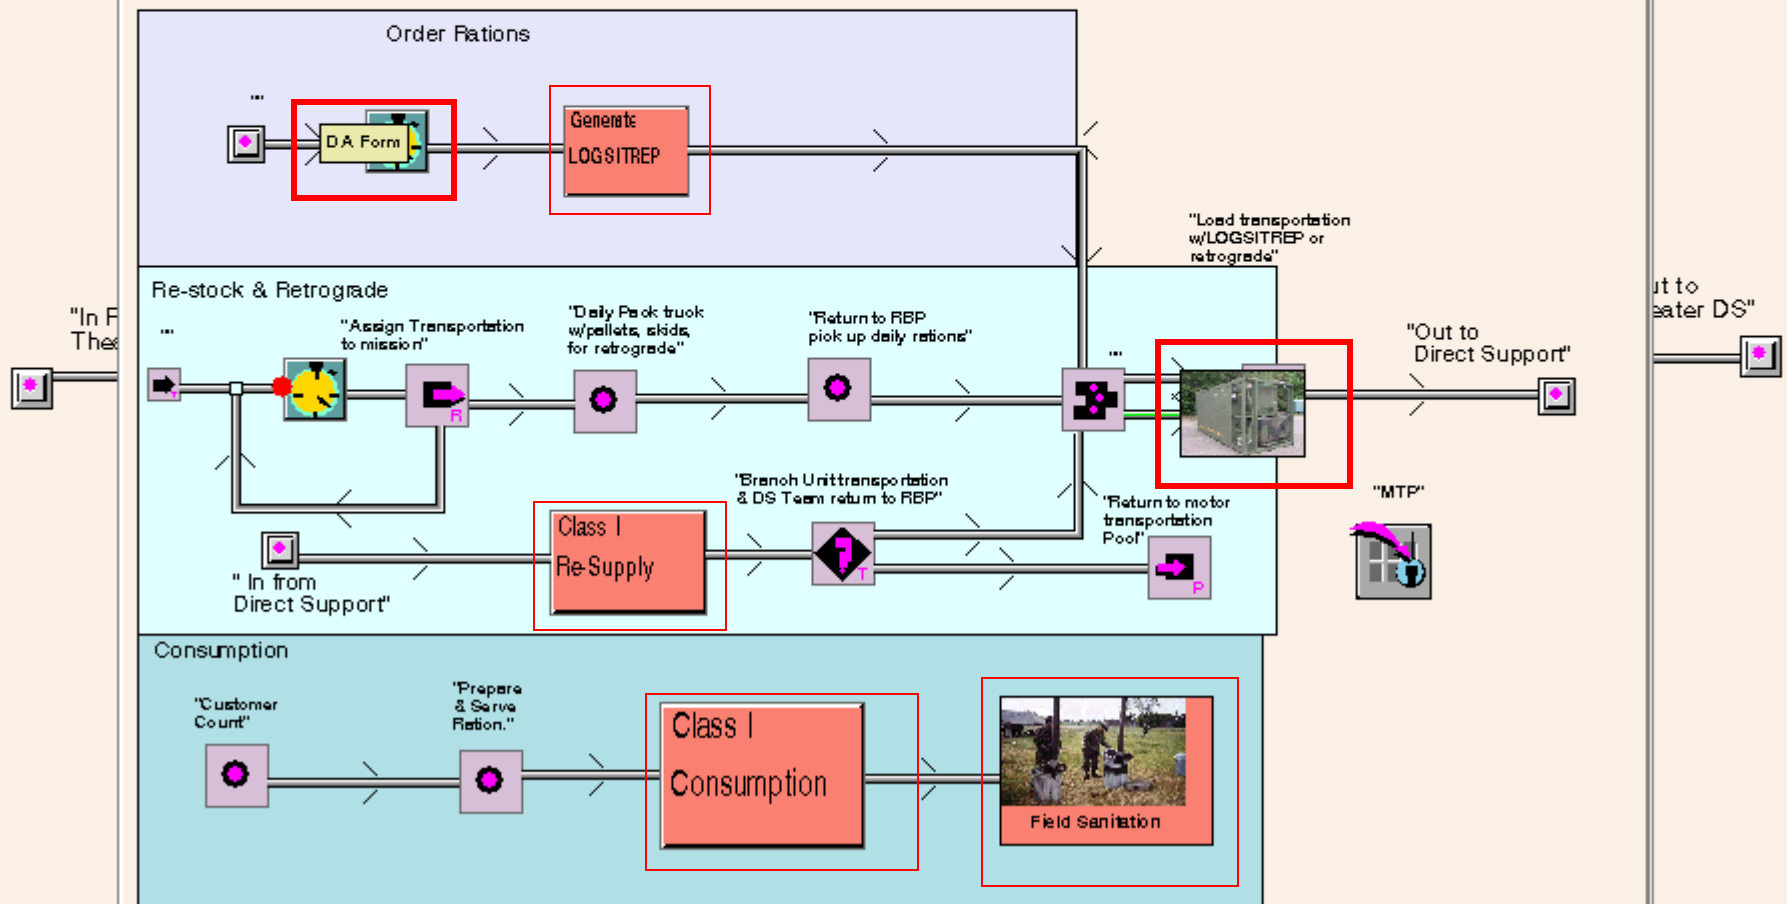 Order Rations
""
DA Form
Generate
LOGSITREP
"Load transportation
w/LOGSITREP or
retrograde"
Re-stock & Retrograde
"In F
Thea
""
"Assign Transportation
to mission"
"Daily Pack truck
w/pallets, skids,
for retrograde"
"Return to RBP
pick up daily rations"
""
"Out to
Direct Support"
ut to
eater DS"
T
R
"Branch Unit transportation
& DS Team return to RBP"
"Return to motor
transportation
Pool"
"MTP"
Class I
Re-Supply
T
P
" In from
Direct Support"
Consumption
"Customer
Count"
"Prepare
& Serve
Ration."
Class I
Consumption
Field Sanitation